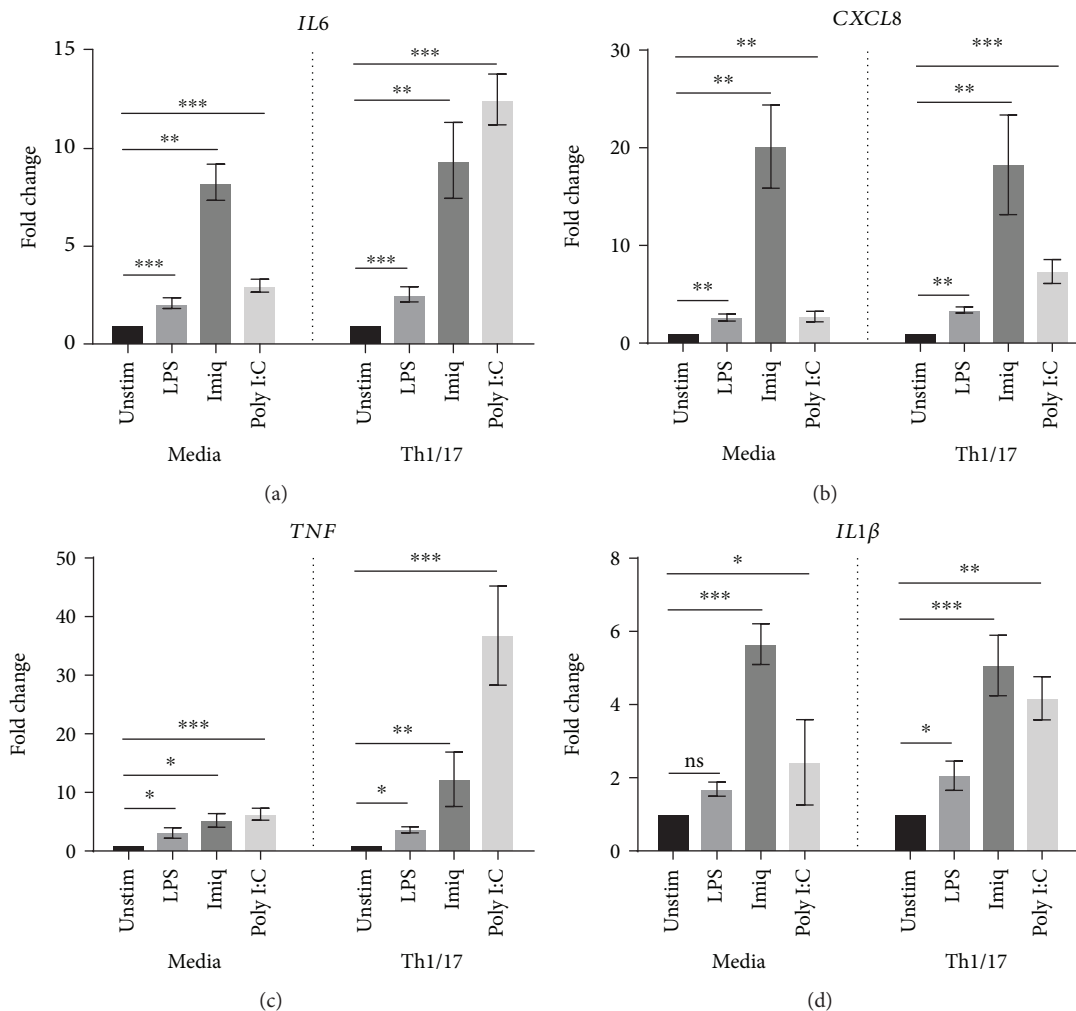 IL6
15
10
5
0
Fold change
***
**
***
***
**
***
Unstim
LPS
Imiq
Poly I:C
Unstim
LPS
Imiq
Poly I:C
Media
Th1/17
(a)
CXCL8
30
20
10
0
Fold change
**
**
**
***
**
**
Unstim
LPS
Imiq
Poly I:C
Unstim
LPS
Imiq
Poly I:C
Media
Th1/17
(b)
TNF
50
40
30
20
10
0
Fold change
***
*
*
***
**
*
Unstim
LPS
Imiq
Poly I:C
Unstim
LPS
Imiq
Poly I:C
Media
Th1/17
(c)
IL1β
8
6
4
2
0
Fold change
*
***
ns
**
***
*
Unstim
LPS
Imiq
Poly I:C
Unstim
LPS
Imiq
Poly I:C
Media
Th1/17
(d)